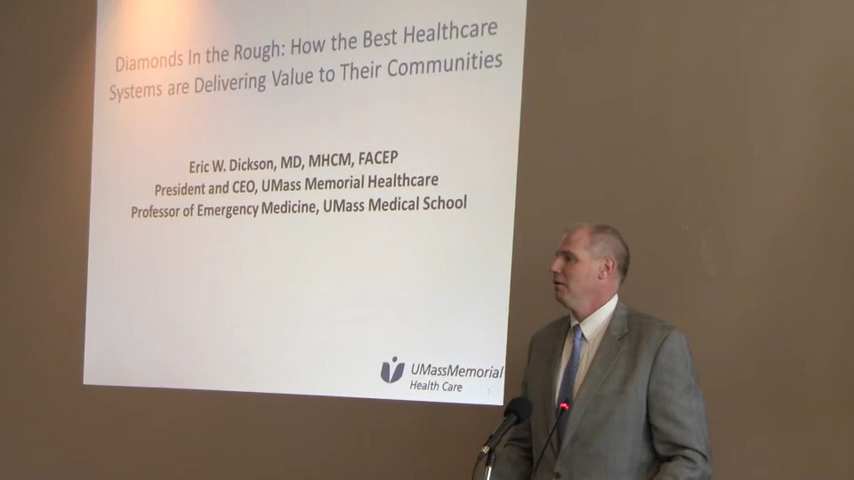 Diamonds In the Rough: How the Best Healthcare
Systems are Delivering Value to Their Communities
Eric W. Dickson, MD, MHCM, FACEP
President and CEO, UMass Memorial Healthcare
Professor of Emergency Medicine, UMass Medical School
UMassMemorial
Health Care